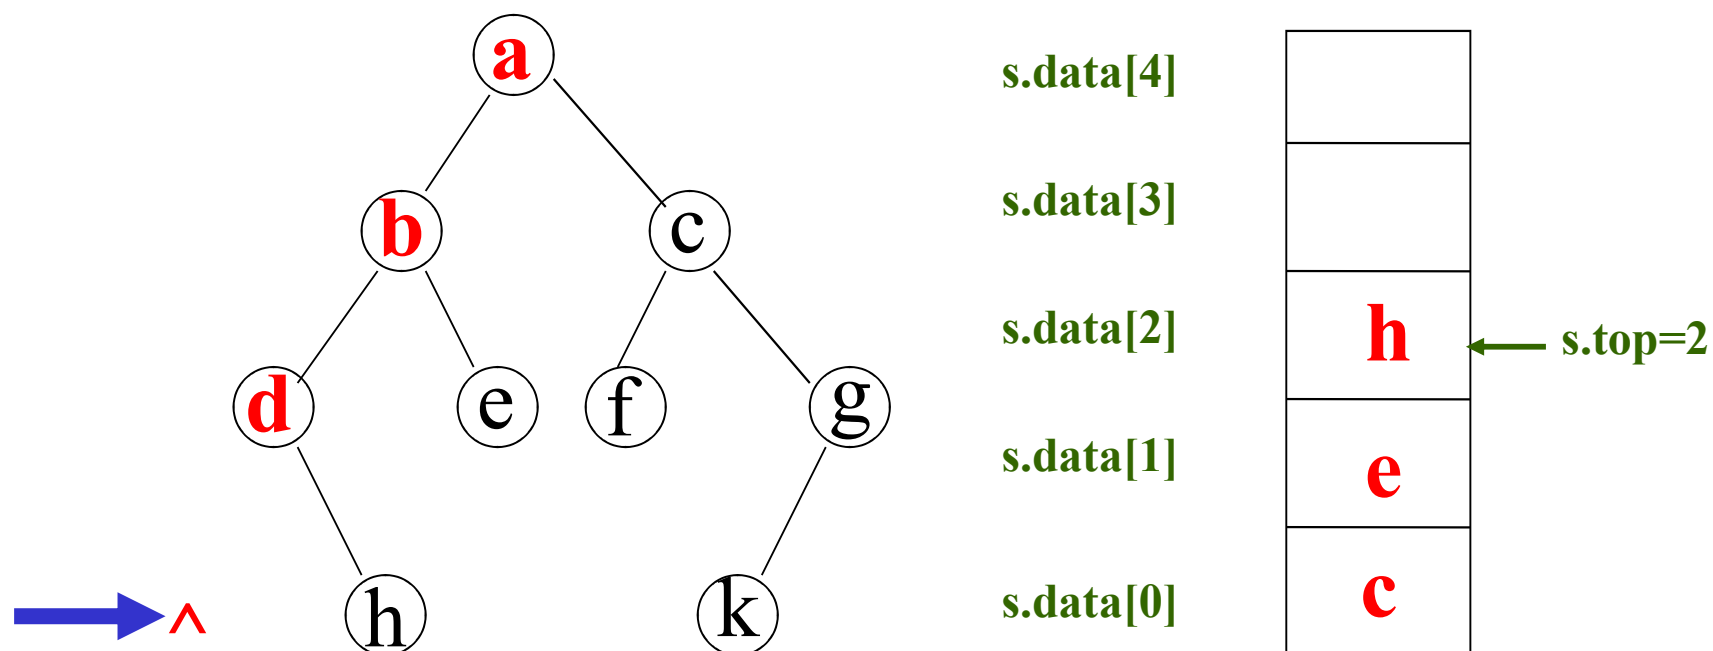 a
b
c
d
e
f
g
h
k
^
s.data[4]
s.data[3]
s.data[2]
h
s.top=2
s.data[1]
e
s.data[0]
c